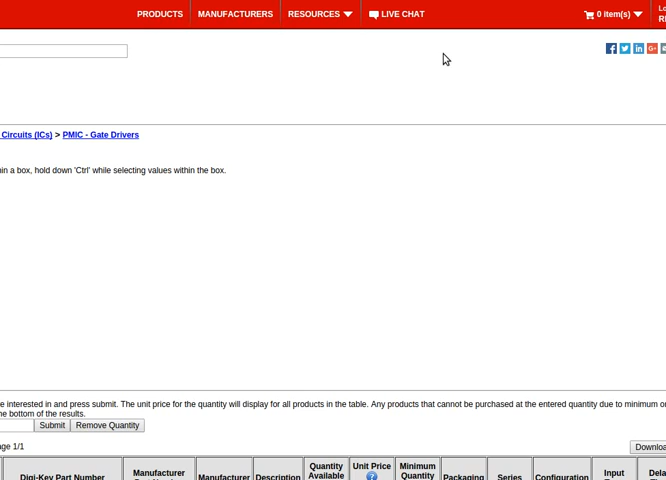 PRODUCTS MANUFACTURERS RESOURCES LIVE CHAT 0 item(s)
Circuits (ICs) > PMIC - Gate Drivers
a box, hold down 'Ctrl' while selecting values within the box.
interested in and press submit. The unit price for the quantity will display for all products in the table. Any products that cannot be purchased at the entered quantity due to minimum
bottom of the results.
Submit Remove Quantity
1/1
Digi-Key Part Number
Manufacturer
Manufacturer
Description
Quantity
Available
Unit Price
?
Minimum
Quantity
Packaging
Series
Configuration
Input